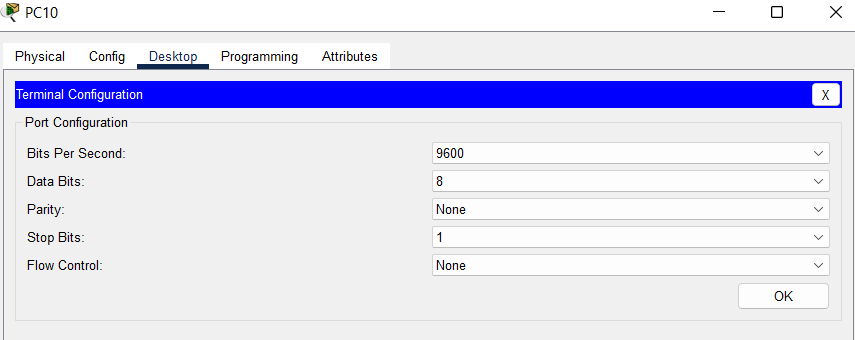 PC10
Physical Config Desktop Programming Attributes
Terminal Configuration X
Port Configuration
Bits Per Second: 9600
Data Bits: 8
Parity: None
Stop Bits: 1
Flow Control: None
OK